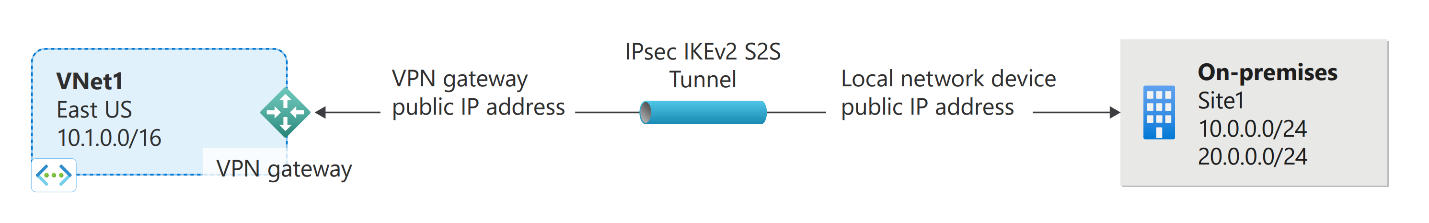 VNet1
East US
10.1.0.0/16
VPN gateway
VPN gateway
public IP address
IPsec IKEv2 S2S
Tunnel
Local network device
public IP address
On-premises
Site1
10.0.0.0/24
20.0.0.0/24